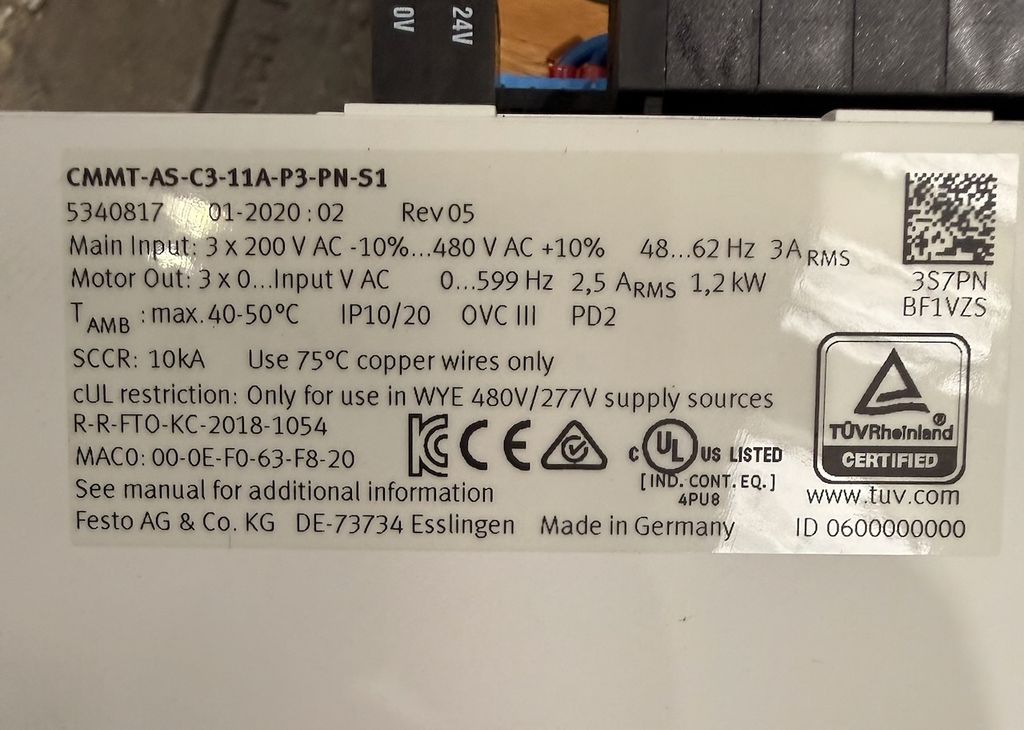 0V
24V
CMMT-AS-C3-11A-P3-PN-S1
5340817 01-2020 : 02 Rev 05
Main Input: 3 x 200 V AC -10%...480 V AC +10% 48...62 Hz 3A RMS
Motor Out: 3 x 0...Input V AC 0...599 Hz 2,5 ARMS 1,2 kW
TAMB : max. 40-50°C IP10/20 OVC III PD2
SCCR: 10kA Use 75°C copper wires only
cUL restriction: Only for use in WYE 480V/277V supply sources
R-R-FTO-KC-2018-1054
MAC0: 00-0E-F0-63-F8-20
See manual for additional information
Festo AG & Co. KG DE-73734 Esslingen Made in Germany
KC CE
c UL US LISTED
[IND. CONT. EQ.]
4PU8
3S7PN
BF1VZS
TÜVRheinland®
CERTIFIED
www.tuv.com
ID 0600000000